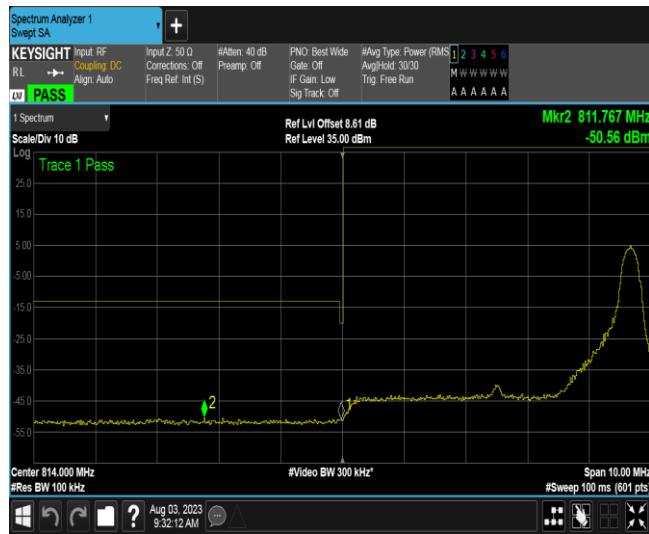 Spectrum Analyzer 1
Swept SA
+
KEYSIGHT Input: RF Input Z: 50 Ω #Atten: 40 dB PNO: Best Wide #Avg Type: Power (RMS 1 2 3 4 5 6
RL Coupling: DC Corrections: Off Preamp: Off Gate: Off Avg|Hold: 30/30 M W W W W W
Align: Auto Freq Ref: Int (S) IF Gain: Low Trig: Free Run
Sig Track: Off A A A A A A
LXI PASS
1 Spectrum Ref Lvl Offset 8.61 dB Mkr2 811.767 MHz
Scale/Div 10 dB Ref Level 35.00 dBm -50.56 dBm
Log
Trace 1 Pass
25.0
15.0
5.00
-5.00
-15.0
-25.0
-35.0
-45.0
2
1
-55.0
Center 814.000 MHz #Video BW 300 kHz* Span 10.00 MHz
#Res BW 100 kHz #Sweep 100 ms (601 pts
? Aug 03, 2023
9:32:12 AM